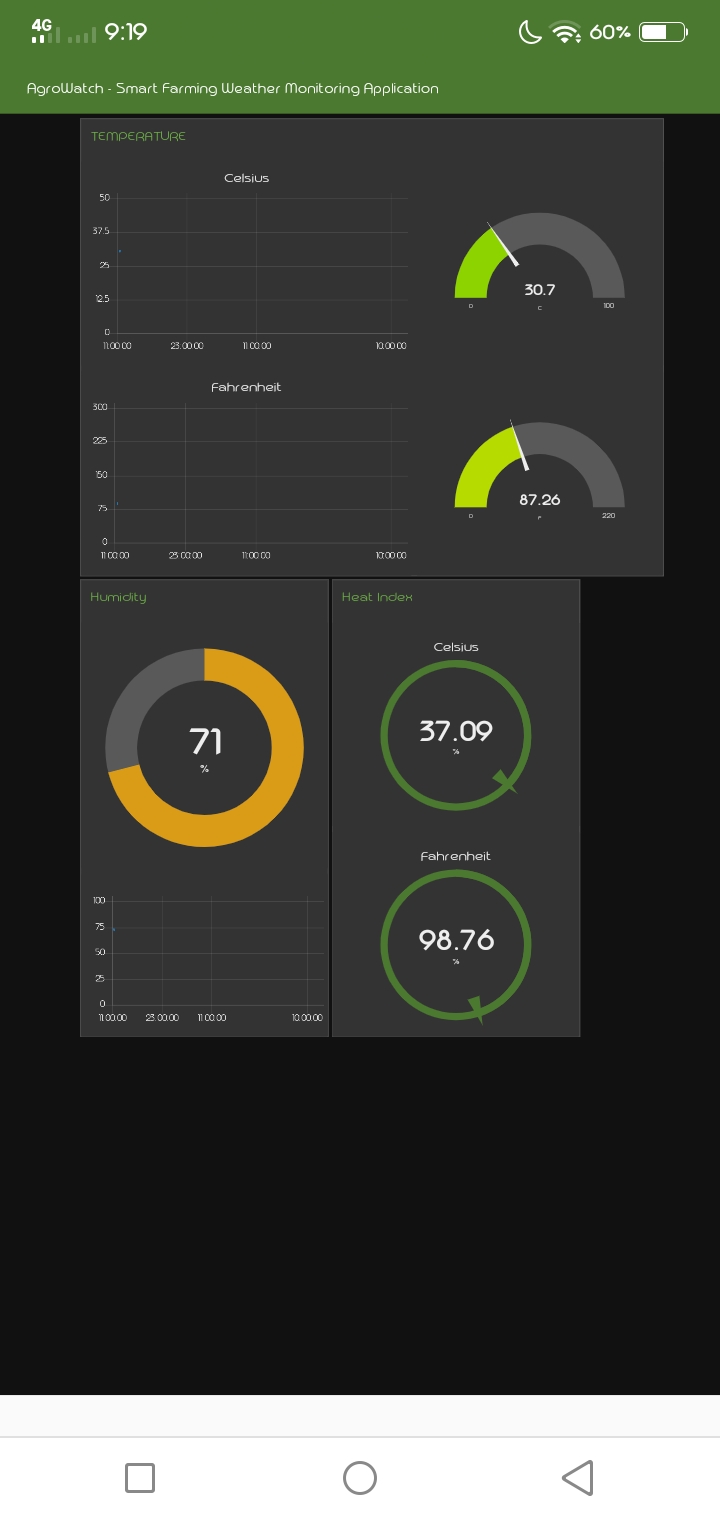 4G 9:19 60%
AgroWatch - Smart Farming Weather Monitoring Application
TEMPERATURE
Celsius
50
37.5
25
12.5
0
11:00:00 23:00:00 11:00:00 10:00:00
30.7
C
0 100
Fahrenheit
300
225
150
75
0
11:00:00 23:00:00 11:00:00 10:00:00
87.26
F
0 220
Humidity
71
%
100
75
50
25
0
11:00:00 23:00:00 11:00:00 10:00:00
Heat Index
Celsius
37.09
%
Fahrenheit
98.76
%